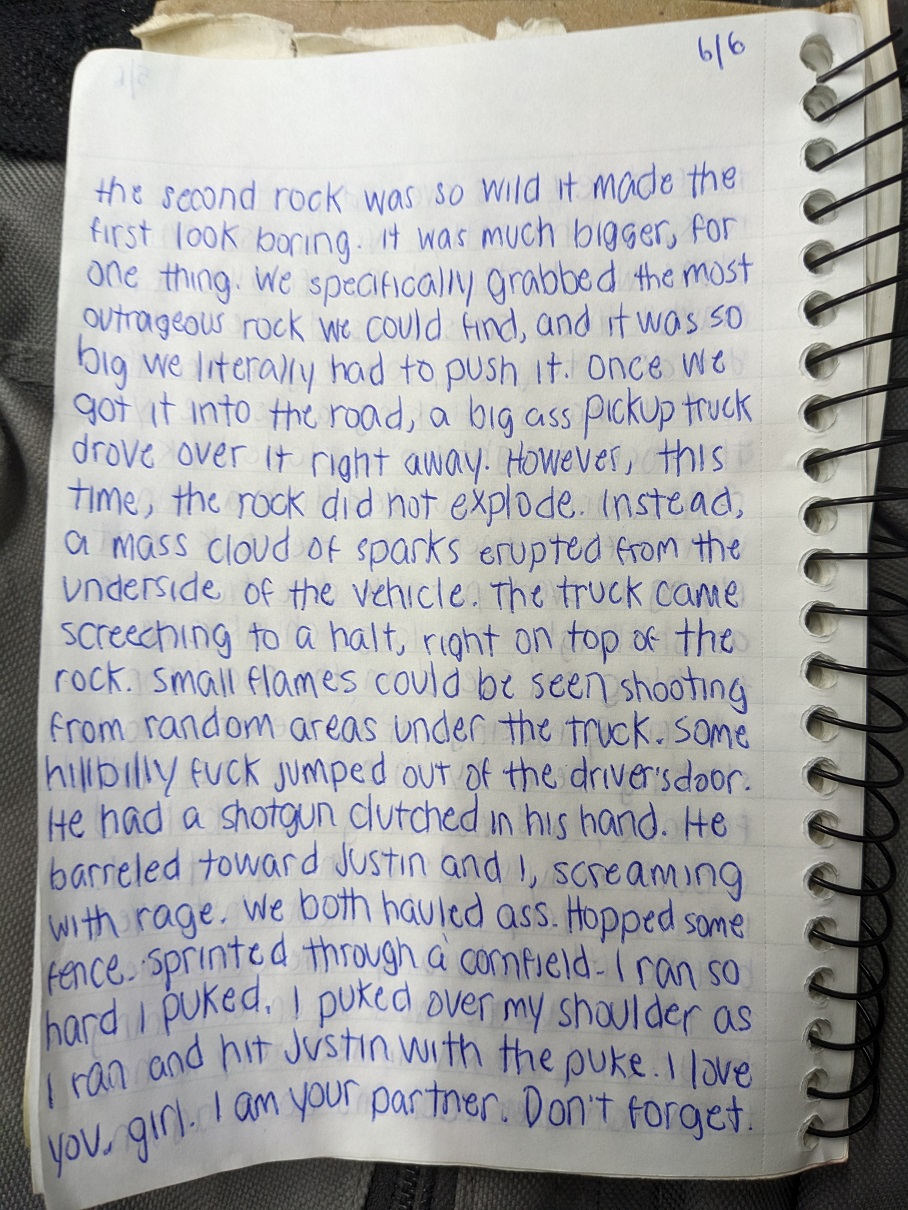 6/6
the second rock was so wild it made the
first look boring. it was much bigger, for
one thing. We specifically grabbed the most
outrageous rock we could find, and it was so
big we literally had to push it. Once we
got it into the road, a big ass pickup truck
drove over it right away. However, this
time, the rock did not explode. Instead,
a mass cloud of sparks erupted from the
underside of the vehicle. The truck came
screeching to a halt, right on top of the
rock. Small flames could be seen shooting
from random areas under the truck. Some
hillbilly fuck jumped out of the driver's door.
He had a shotgun clutched in his hand. He
barreled toward Justin and I, screaming
with rage. We both hauled ass. Hopped some
fence. Sprinted through a cornfield. I ran so
hard I puked. I puked over my shoulder as
I ran and hit Justin with the puke. I love
you, girl. I am your partner. Don't forget.